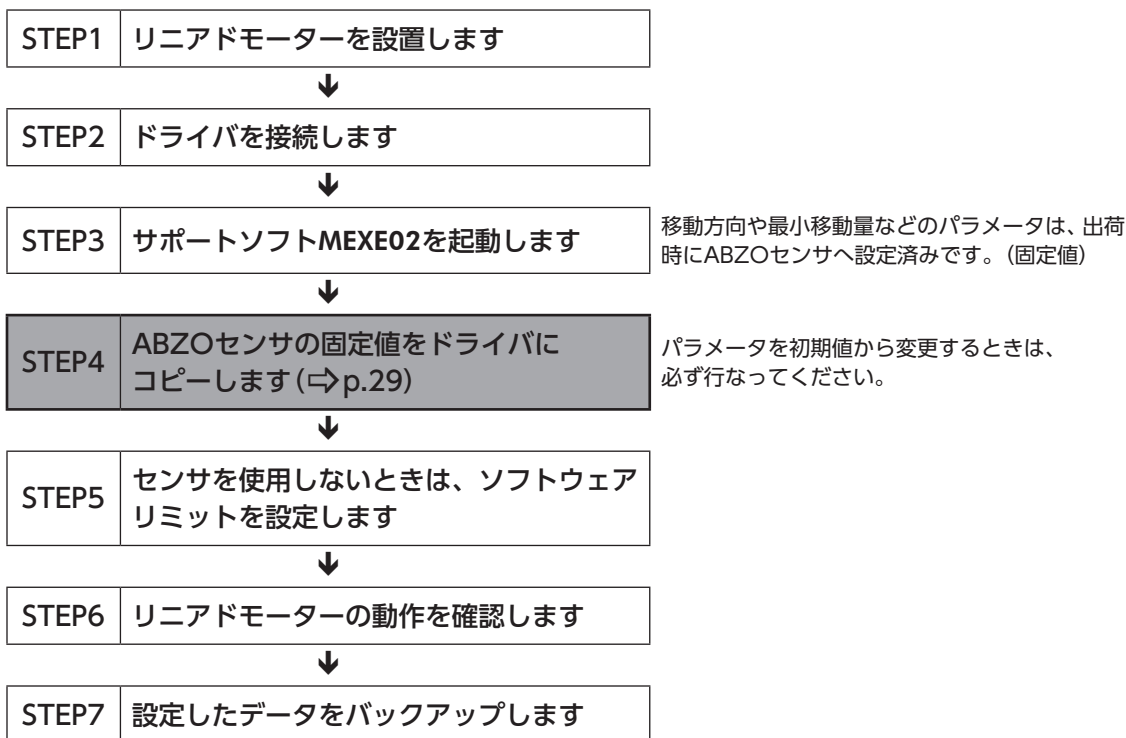 STEP1 リニアドモーターを設置します
STEP2 ドライバを接続します
STEP3 サポートソフトMEXE02を起動します
移動方向や最小移動量などのパラメータは、出荷
時にABZOセンサへ設定済みです。(固定値)
STEP4 ABZOセンサの固定値をドライバに
コピーします(⇨p.29)
パラメータを初期値から変更するときは、
必ず行なってください。
STEP5 センサを使用しないときは、ソフトウェア
リミットを設定します
STEP6 リニアドモーターの動作を確認します
STEP7 設定したデータをバックアップします